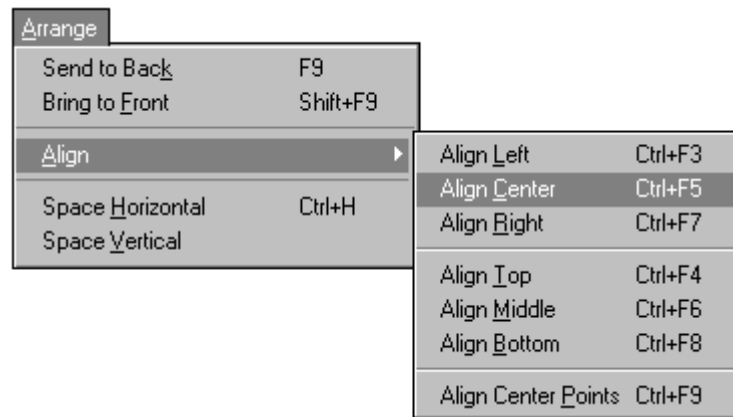 Arrange
Send to Back F9
Bring to Front Shift+F9
Align
Space Horizontal Ctrl+H
Space Vertical
Align Left Ctrl+F3
Align Center Ctrl+F5
Align Right Ctrl+F7
Align Top Ctrl+F4
Align Middle Ctrl+F6
Align Bottom Ctrl+F8
Align Center Points Ctrl+F9